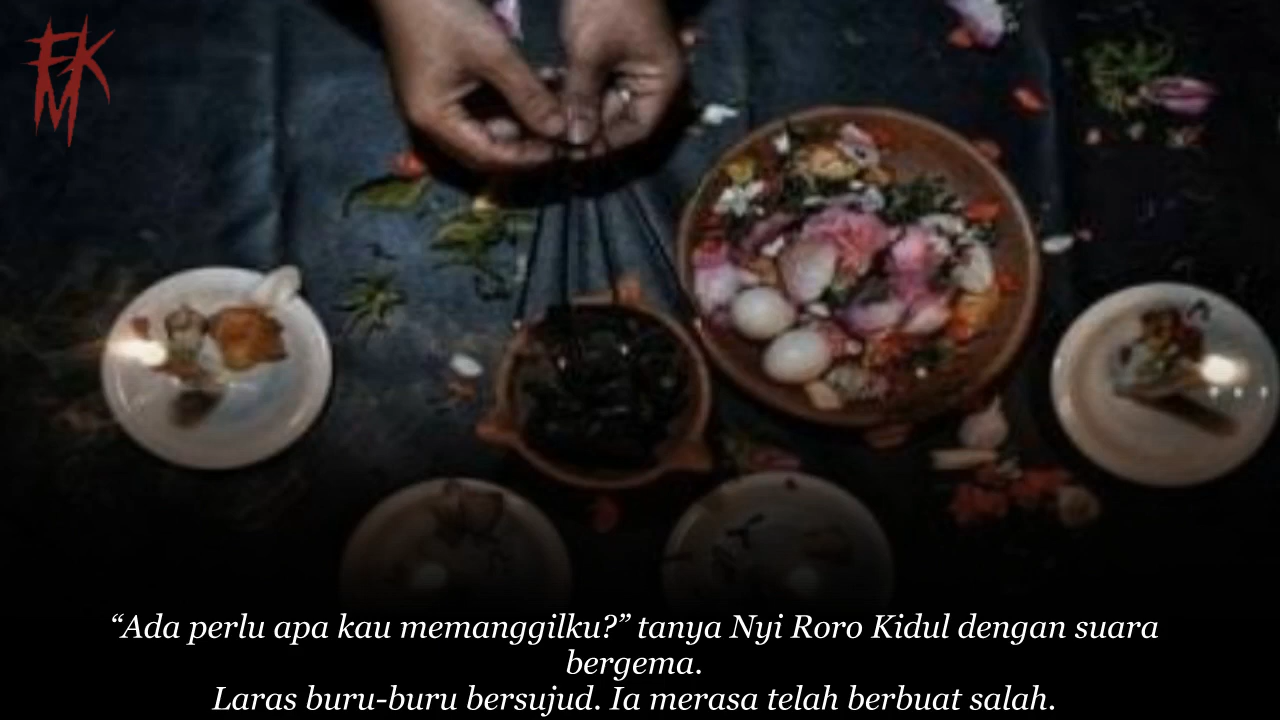 FKM
“Ada perlu apa kau memanggilku?” tanya Nyi Roro Kidul dengan suara
bergema.
Laras buru-buru bersujud. Ia merasa telah berbuat salah.